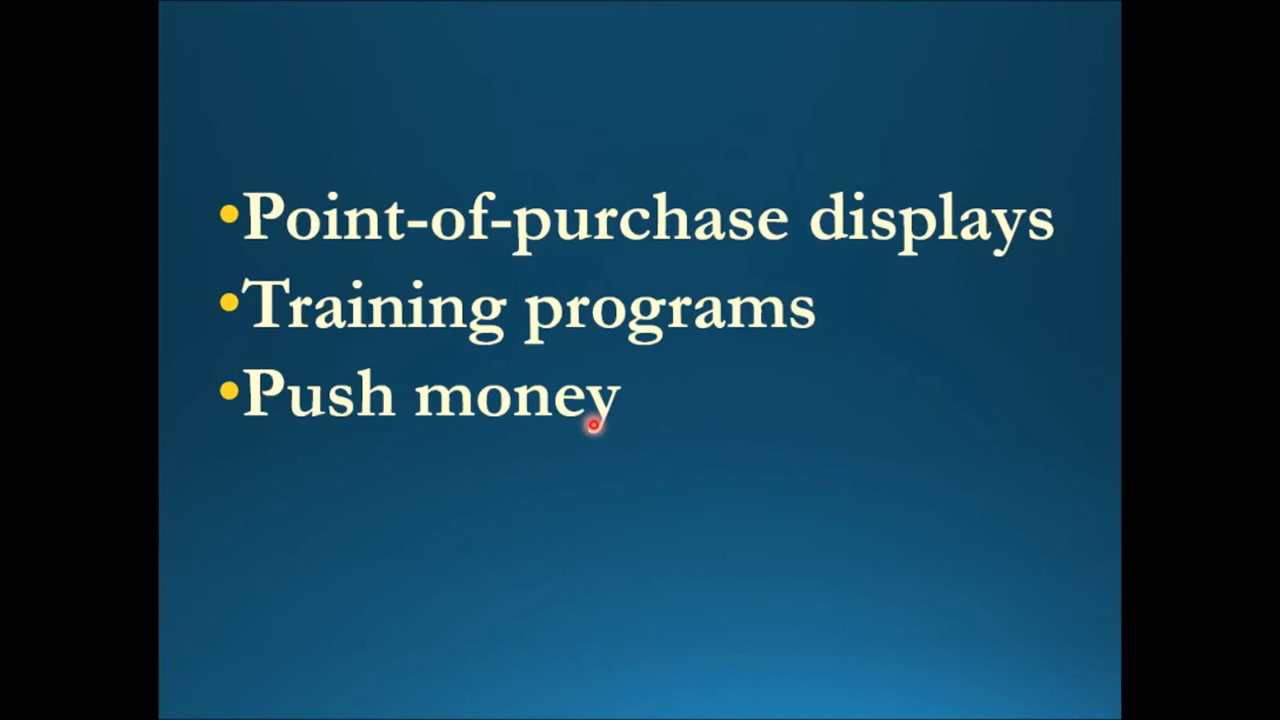 •Point-of-purchase displays
•Training programs
•Push money